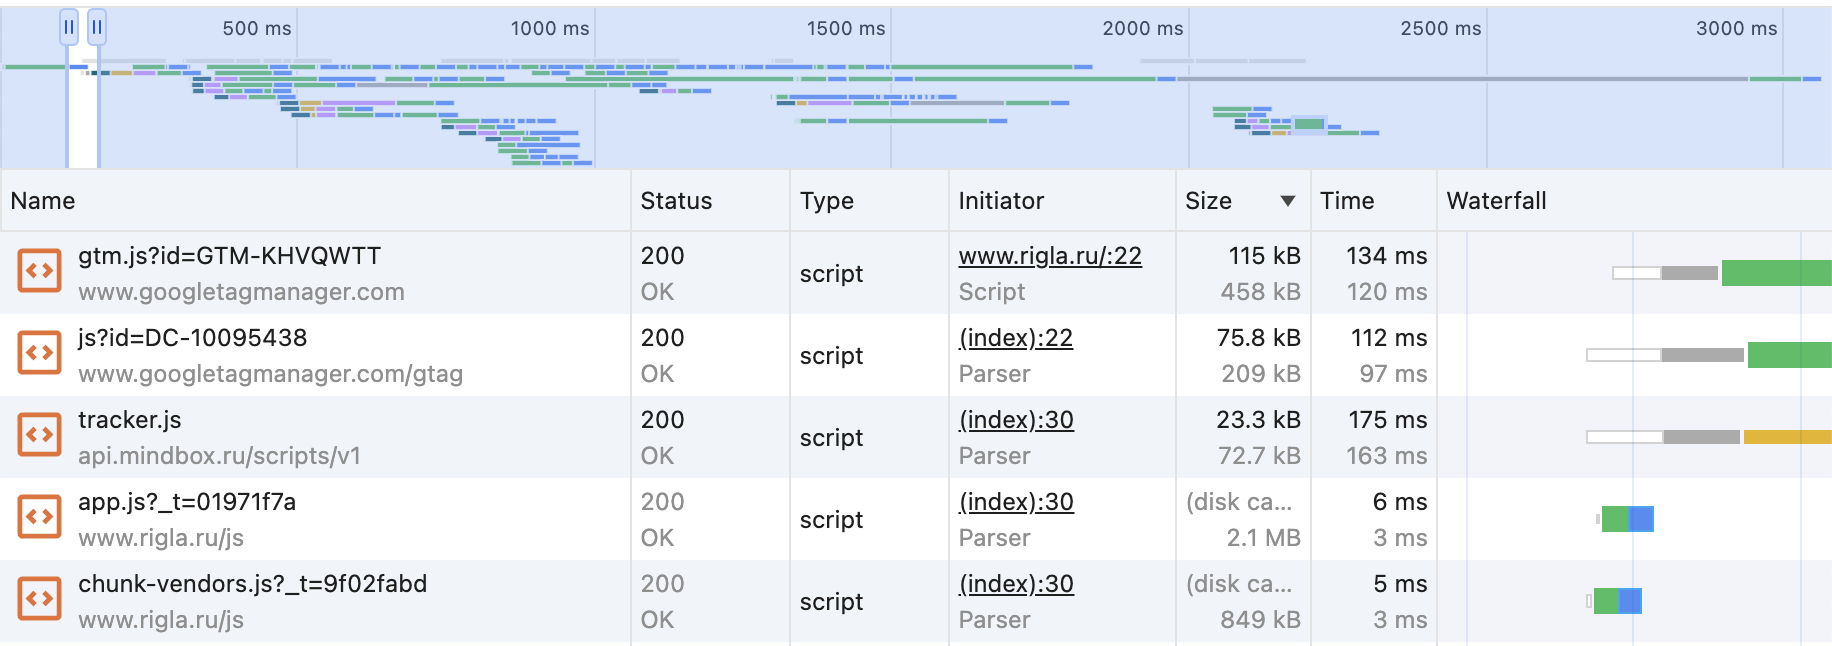 500 ms 1000 ms 1500 ms 2000 ms 2500 ms 3000 ms
Name Status Type Initiator Size ▼ Time Waterfall
gtm.js?id=GTM-KHVQWTT 200 script www.rigla.ru/:22 115 kB 134 ms
www.googletagmanager.com OK Script 458 kB 120 ms
js?id=DC-10095438 200 script (index):22 75.8 kB 112 ms
www.googletagmanager.com/gtag OK Parser 209 kB 97 ms
tracker.js 200 script (index):30 23.3 kB 175 ms
api.mindbox.ru/scripts/v1 OK Parser 72.7 kB 163 ms
app.js?_t=01971f7a 200 script (index):30 (disk ca... 6 ms
www.rigla.ru/js OK Parser 2.1 MB 3 ms
chunk-vendors.js?_t=9f02fabd 200 script (index):30 (disk ca... 5 ms
www.rigla.ru/js OK Parser 849 kB 3 ms